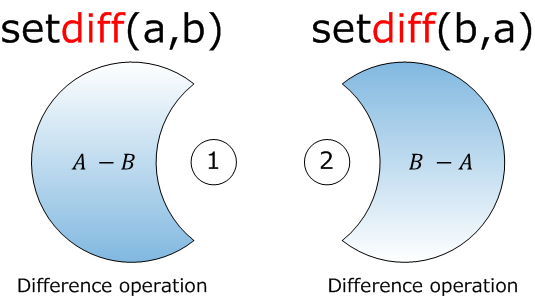 setdiff(a,b)
setdiff(b,a)
A – B
1
2
B – A
Difference operation
Difference operation